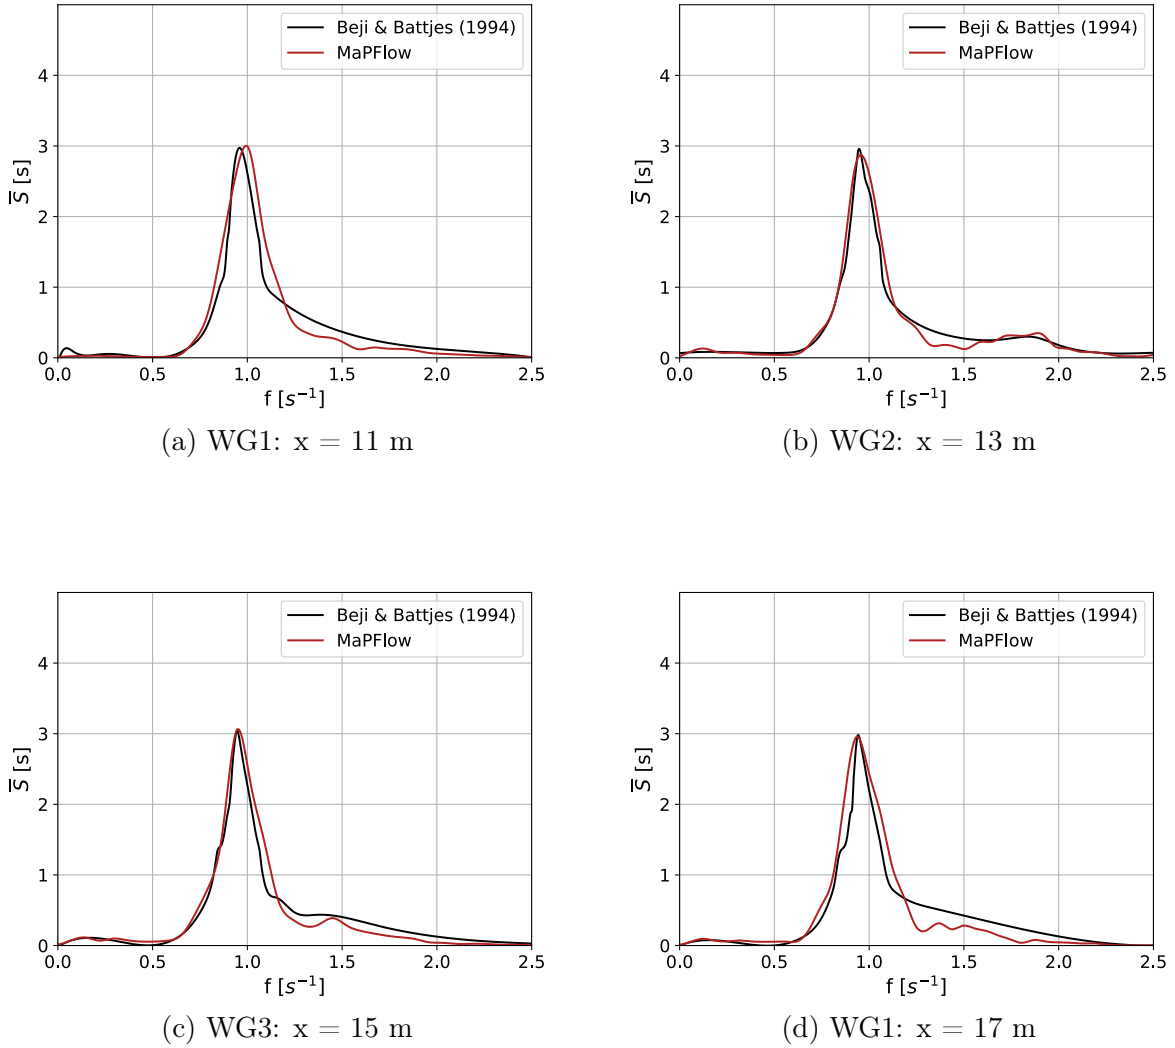 Beji & Battjes (1994)
MaPFlow
4
3
2
1
0
S̅ [s]
0.0 0.5 1.0 1.5 2.0 2.5
f [s⁻¹]
(a) WG1: x = 11 m
Beji & Battjes (1994)
MaPFlow
4
3
2
1
0
S̅ [s]
0.0 0.5 1.0 1.5 2.0 2.5
f [s⁻¹]
(b) WG2: x = 13 m
Beji & Battjes (1994)
MaPFlow
4
3
2
1
0
S̅ [s]
0.0 0.5 1.0 1.5 2.0 2.5
f [s⁻¹]
(c) WG3: x = 15 m
Beji & Battjes (1994)
MaPFlow
4
3
2
1
0
S̅ [s]
0.0 0.5 1.0 1.5 2.0 2.5
f [s⁻¹]
(d) WG1: x = 17 m